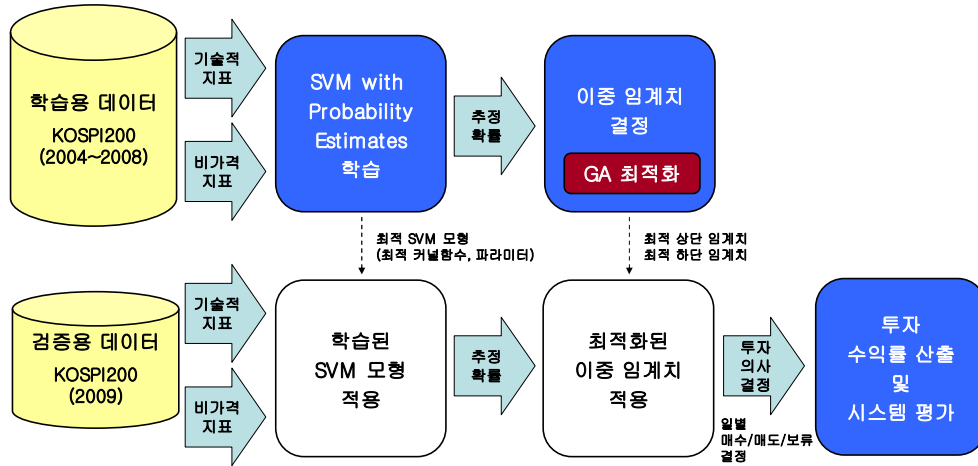 학습용 데이터
KOSPI200
(2004~2008)
기술적
지표
비가격
지표
SVM with
Probability
Estimates
학습
추정
확률
이중 임계치
결정
GA 최적화
최적 SVM 모형
(최적 커널함수, 파라미터)
최적 상단 임계치
최적 하단 임계치
검증용 데이터
KOSPI200
(2009)
기술적
지표
비가격
지표
학습된
SVM 모형
적용
추정
확률
최적화된
이중 임계치
적용
투자
의사
결정
일별
매수/매도/보류
결정
투자
수익률 산출
및
시스템 평가